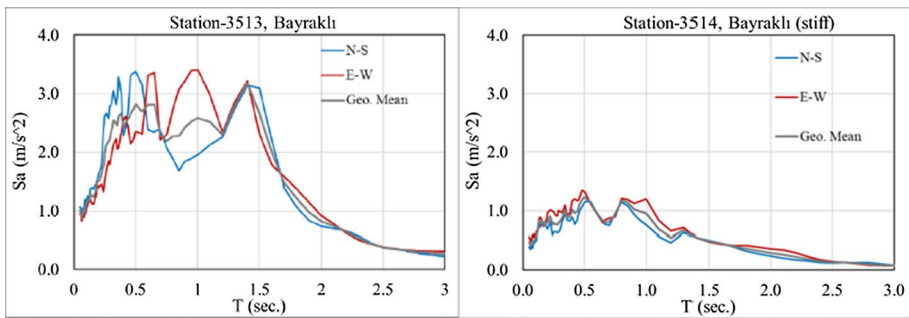 Station-3513, Bayraklı
4.0
3.0
2.0
1.0
0.0
Sa (m/s^2)
N-S
E-W
Geo. Mean
0 0.5 1 1.5 2 2.5 3
T (sec.)
Station-3514, Bayraklı (stiff)
4.0
3.0
2.0
1.0
0.0
Sa (m/s^2)
N-S
E-W
Geo. Mean
0.0 0.5 1.0 1.5 2.0 2.5 3.0
T (sec.)